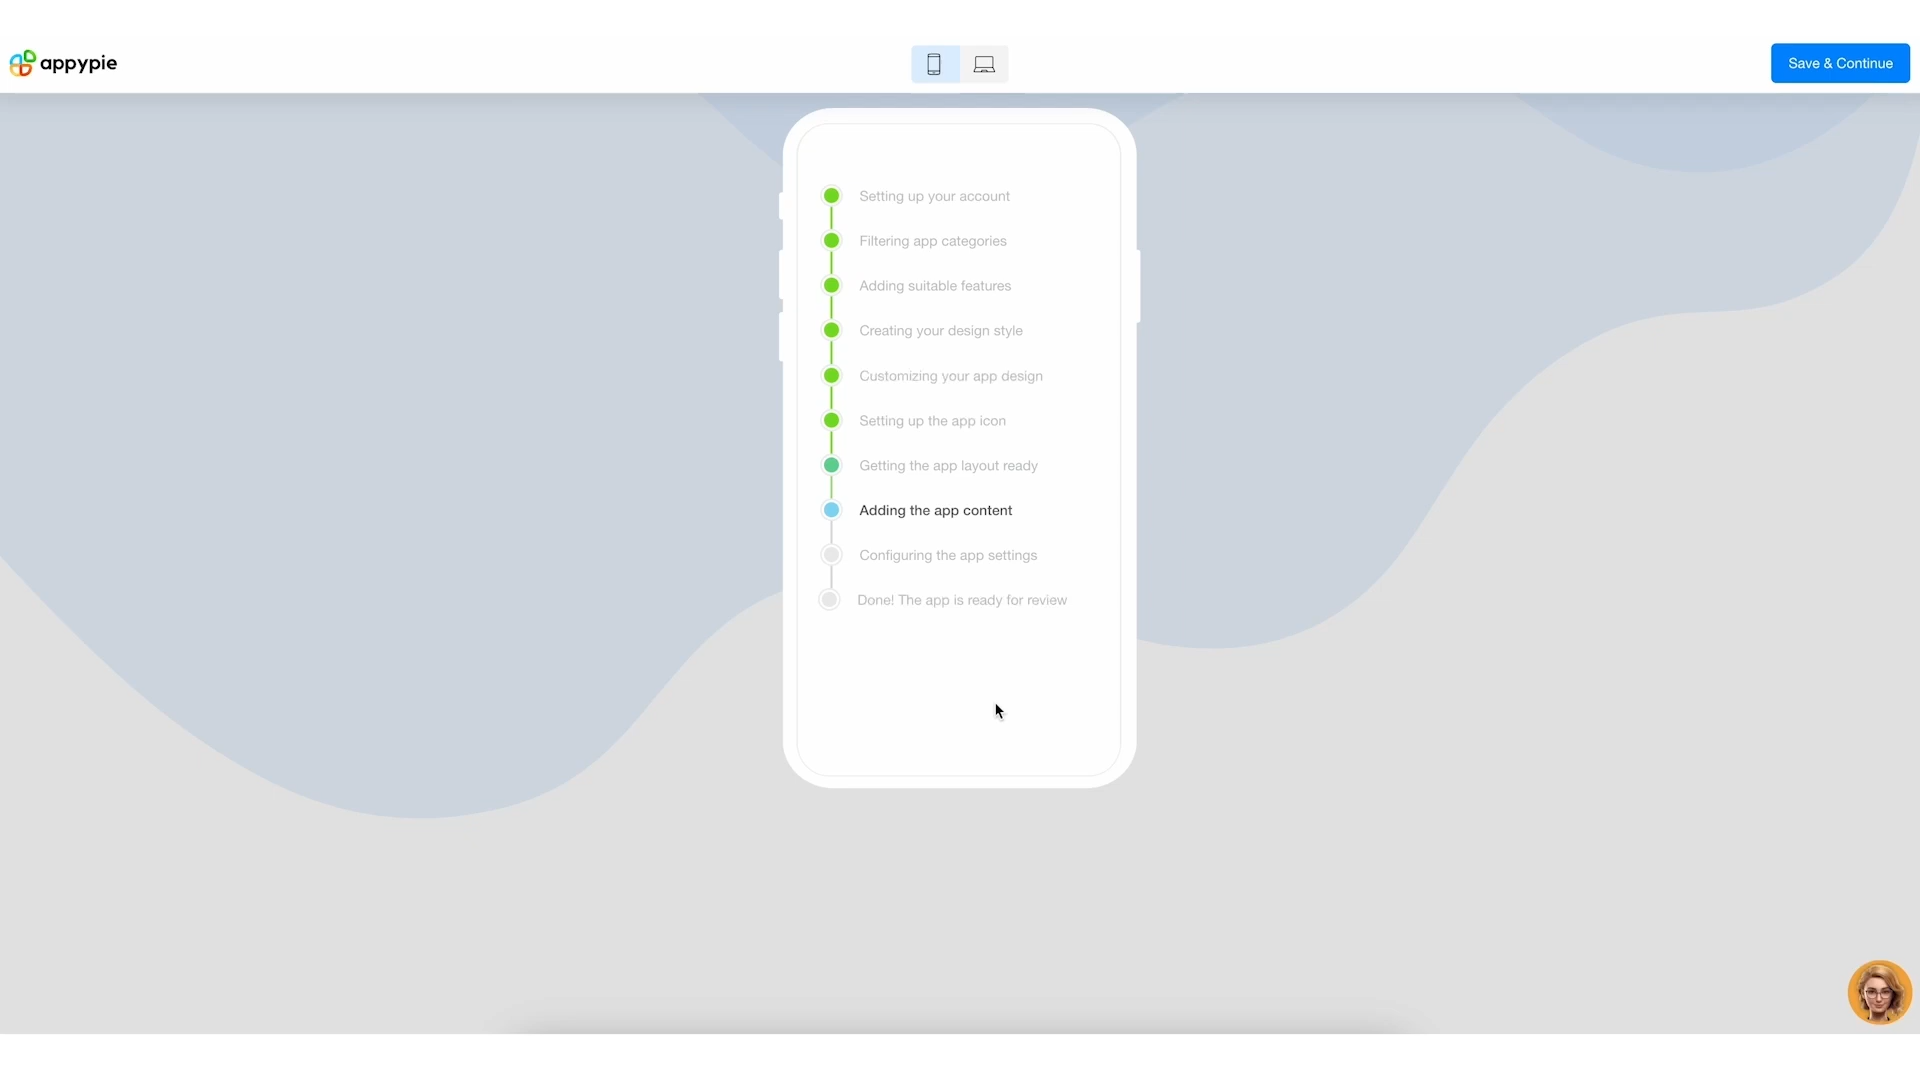 appypie
Save & Continue
Setting up your account
Filtering app categories
Adding suitable features
Creating your design style
Customizing your app design
Setting up the app icon
Getting the app layout ready
Adding the app content
Configuring the app settings
Done! The app is ready for review